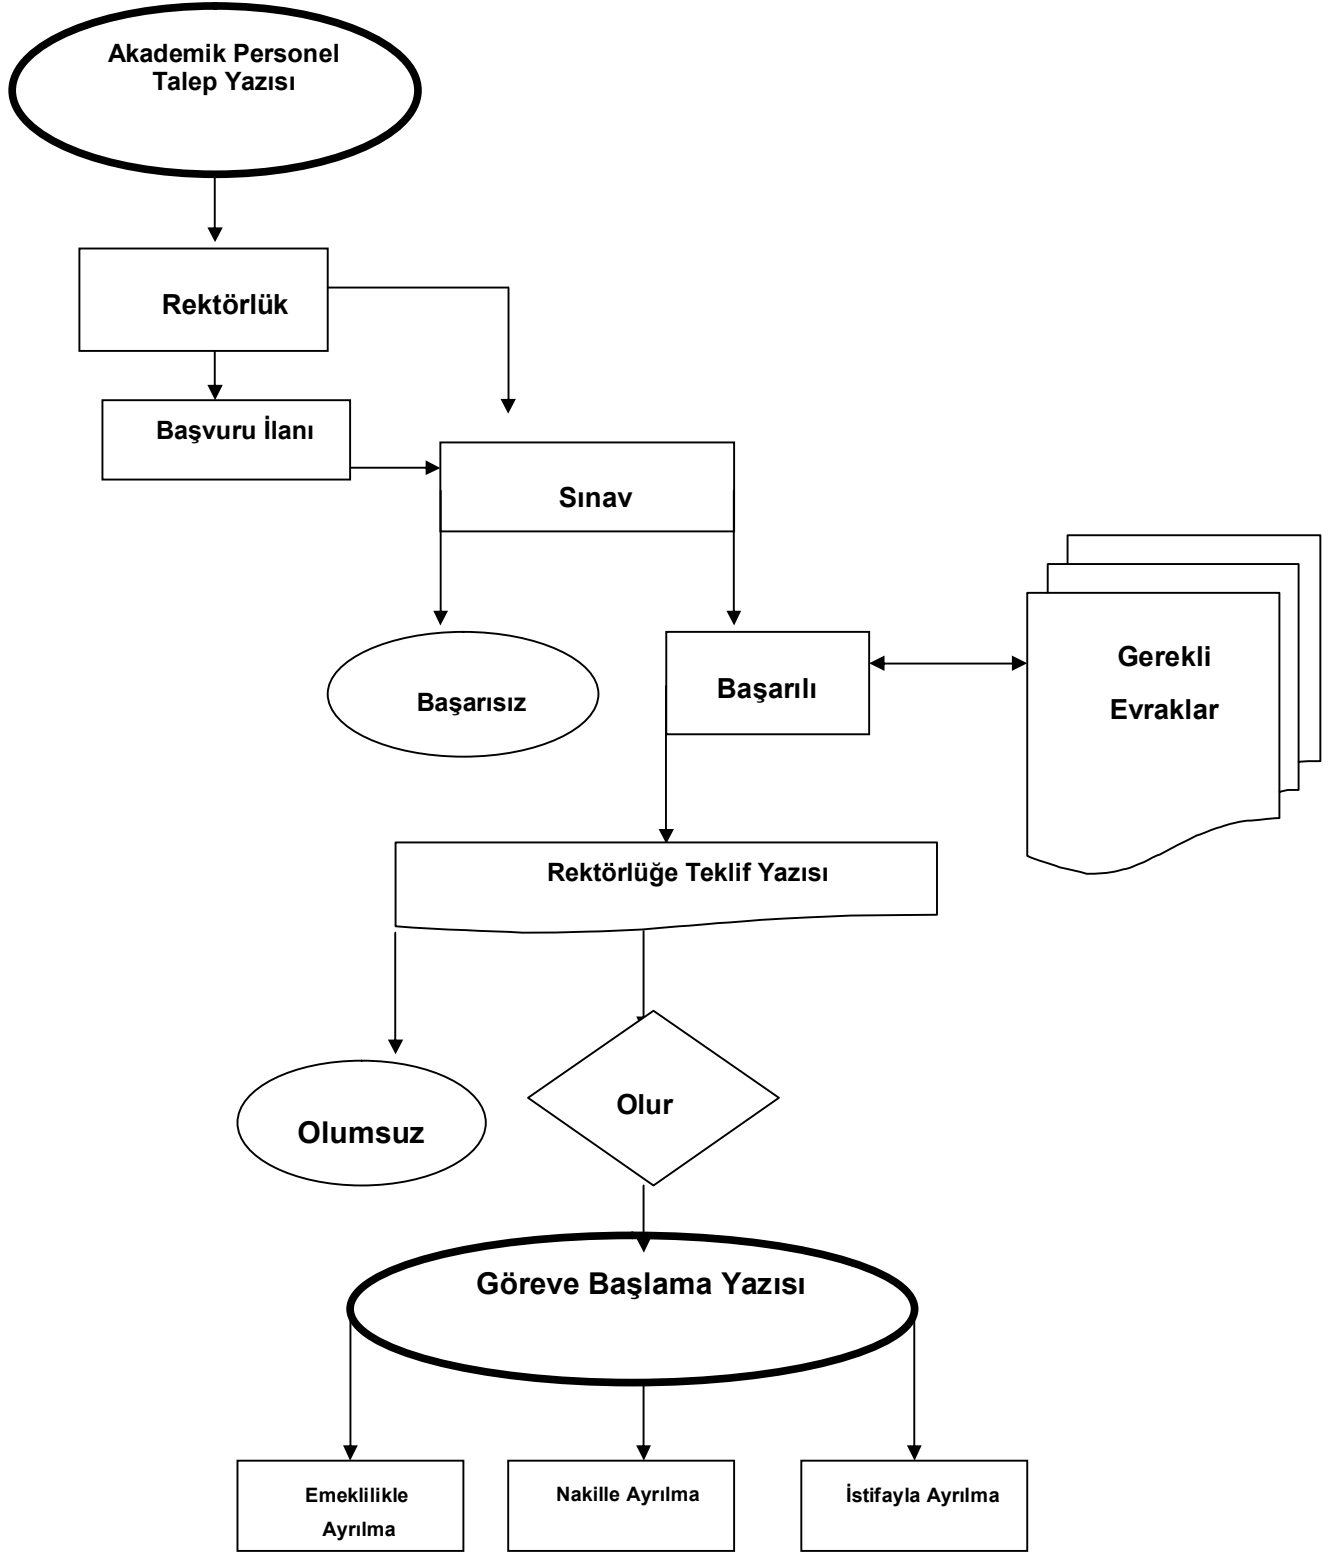 Akademik Personel
Talep Yazısı
Rektörlük
Başvuru İlanı
Sınav
Başarısız
Başarılı
Gerekli
Evraklar
Rektörlüğe Teklif Yazısı
Olumsuz
Olur
Göreve Başlama Yazısı
Emeklilikle
Ayrılma
Nakille Ayrılma
İstifayla Ayrılma